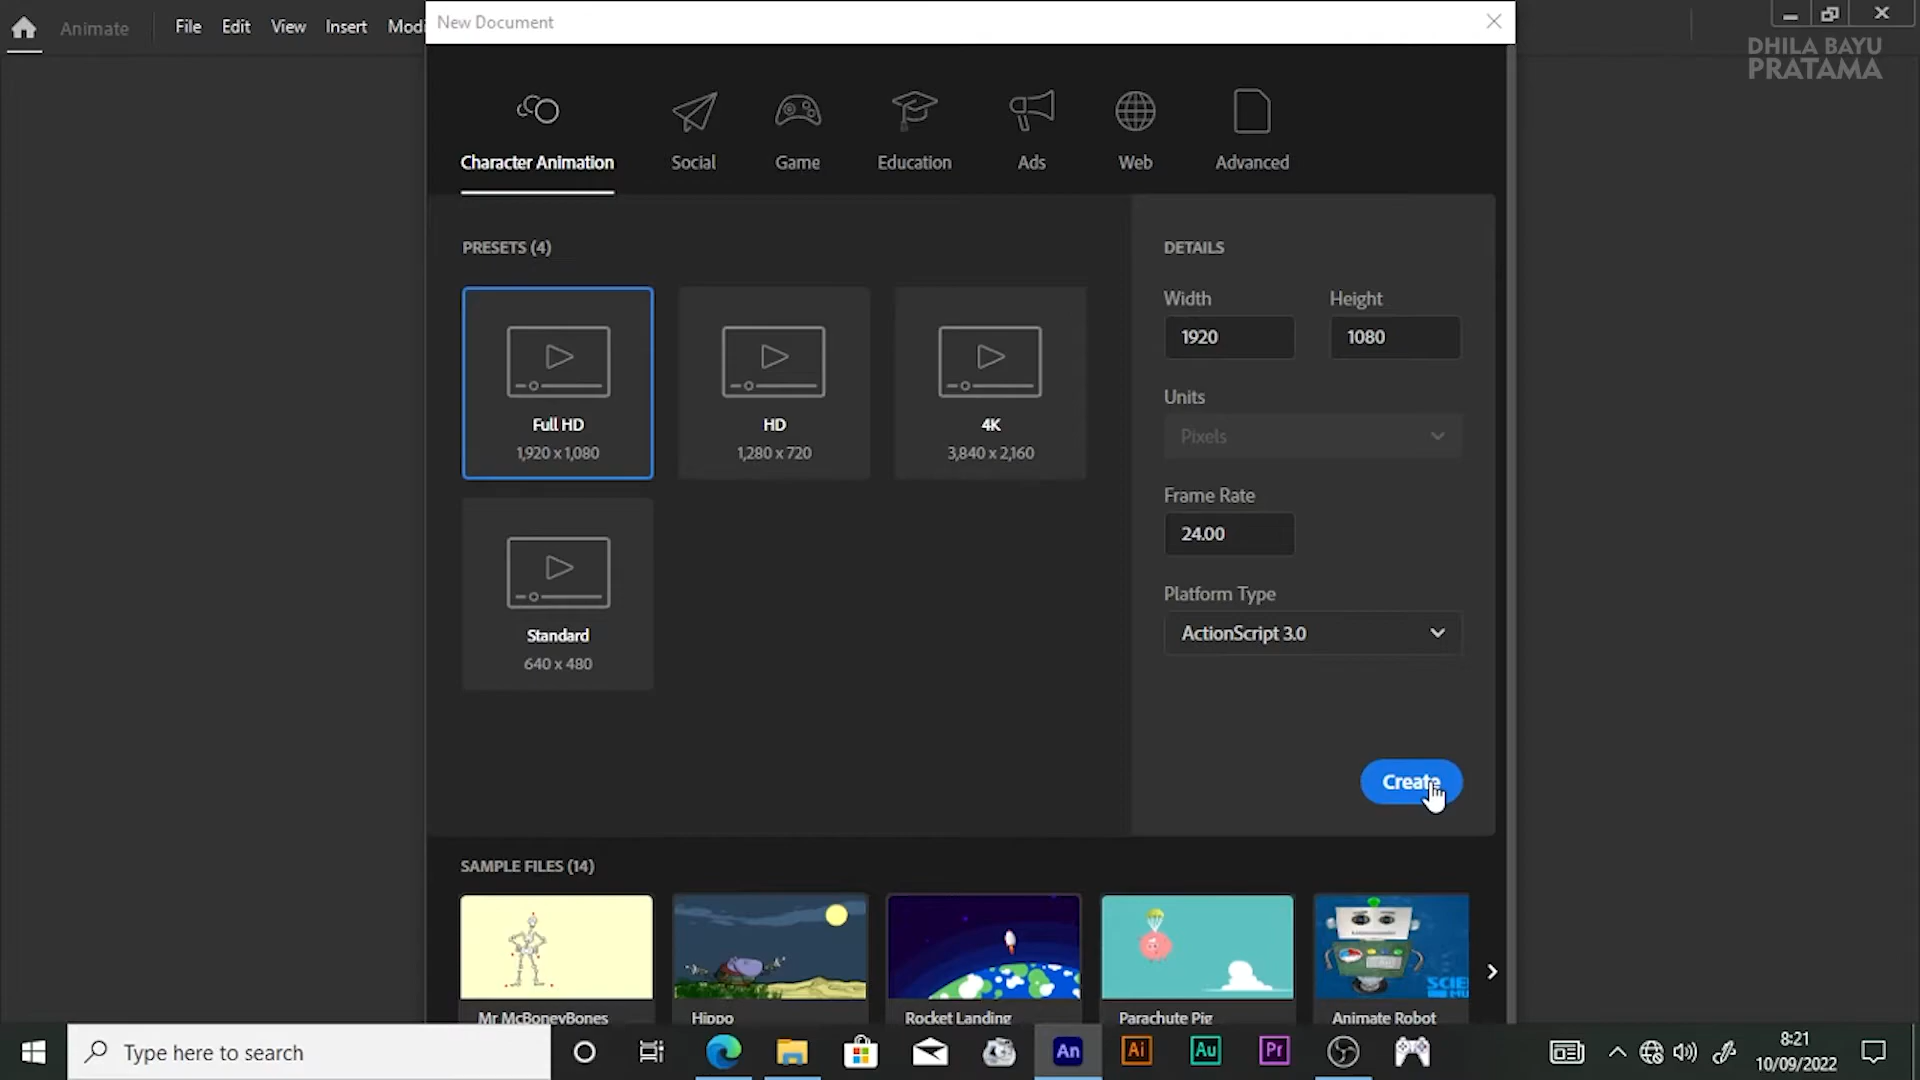 Animate
File
Edit
View
Insert
Modi
New Document
DHILA BAYU
PRATAMA
Character Animation
Social
Game
Education
Ads
Web
Advanced
PRESETS (4)
Full HD
1,920 x 1,080
HD
1,280 x 720
4K
3,840 x 2,160
Standard
640 x 480
DETAILS
Width
Height
1920
1080
Units
Pixels
Frame Rate
24.00
Platform Type
ActionScript 3.0
Create
SAMPLE FILES (14)
Mr McBoneyBones
Hippo
Rocket Landing
Parachute Pig
Animate Robot
Type here to search
An
Ai
Au
Pr
8:21
10/09/2022